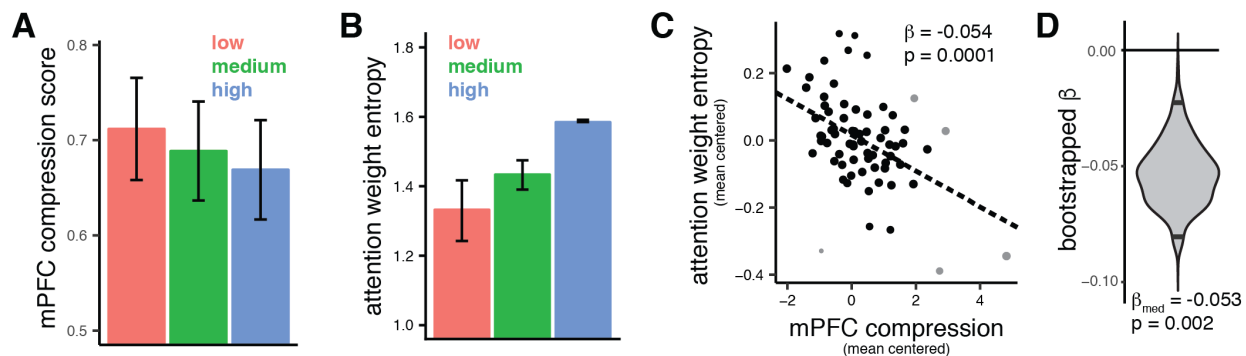 A
mPFC compression score
0.8
0.7
0.6
0.5
low
medium
high
B
attention weight entropy
1.8
1.6
1.4
1.2
1.0
low
medium
high
C
attention weight entropy
(mean centered)
0.2
0.0
−0.2
−0.4
β = -0.054
p = 0.0001
−2
0
2
4
mPFC compression
(mean centered)
D
bootstrapped β
0.00
−0.05
−0.10
βmed = -0.053
p = 0.002